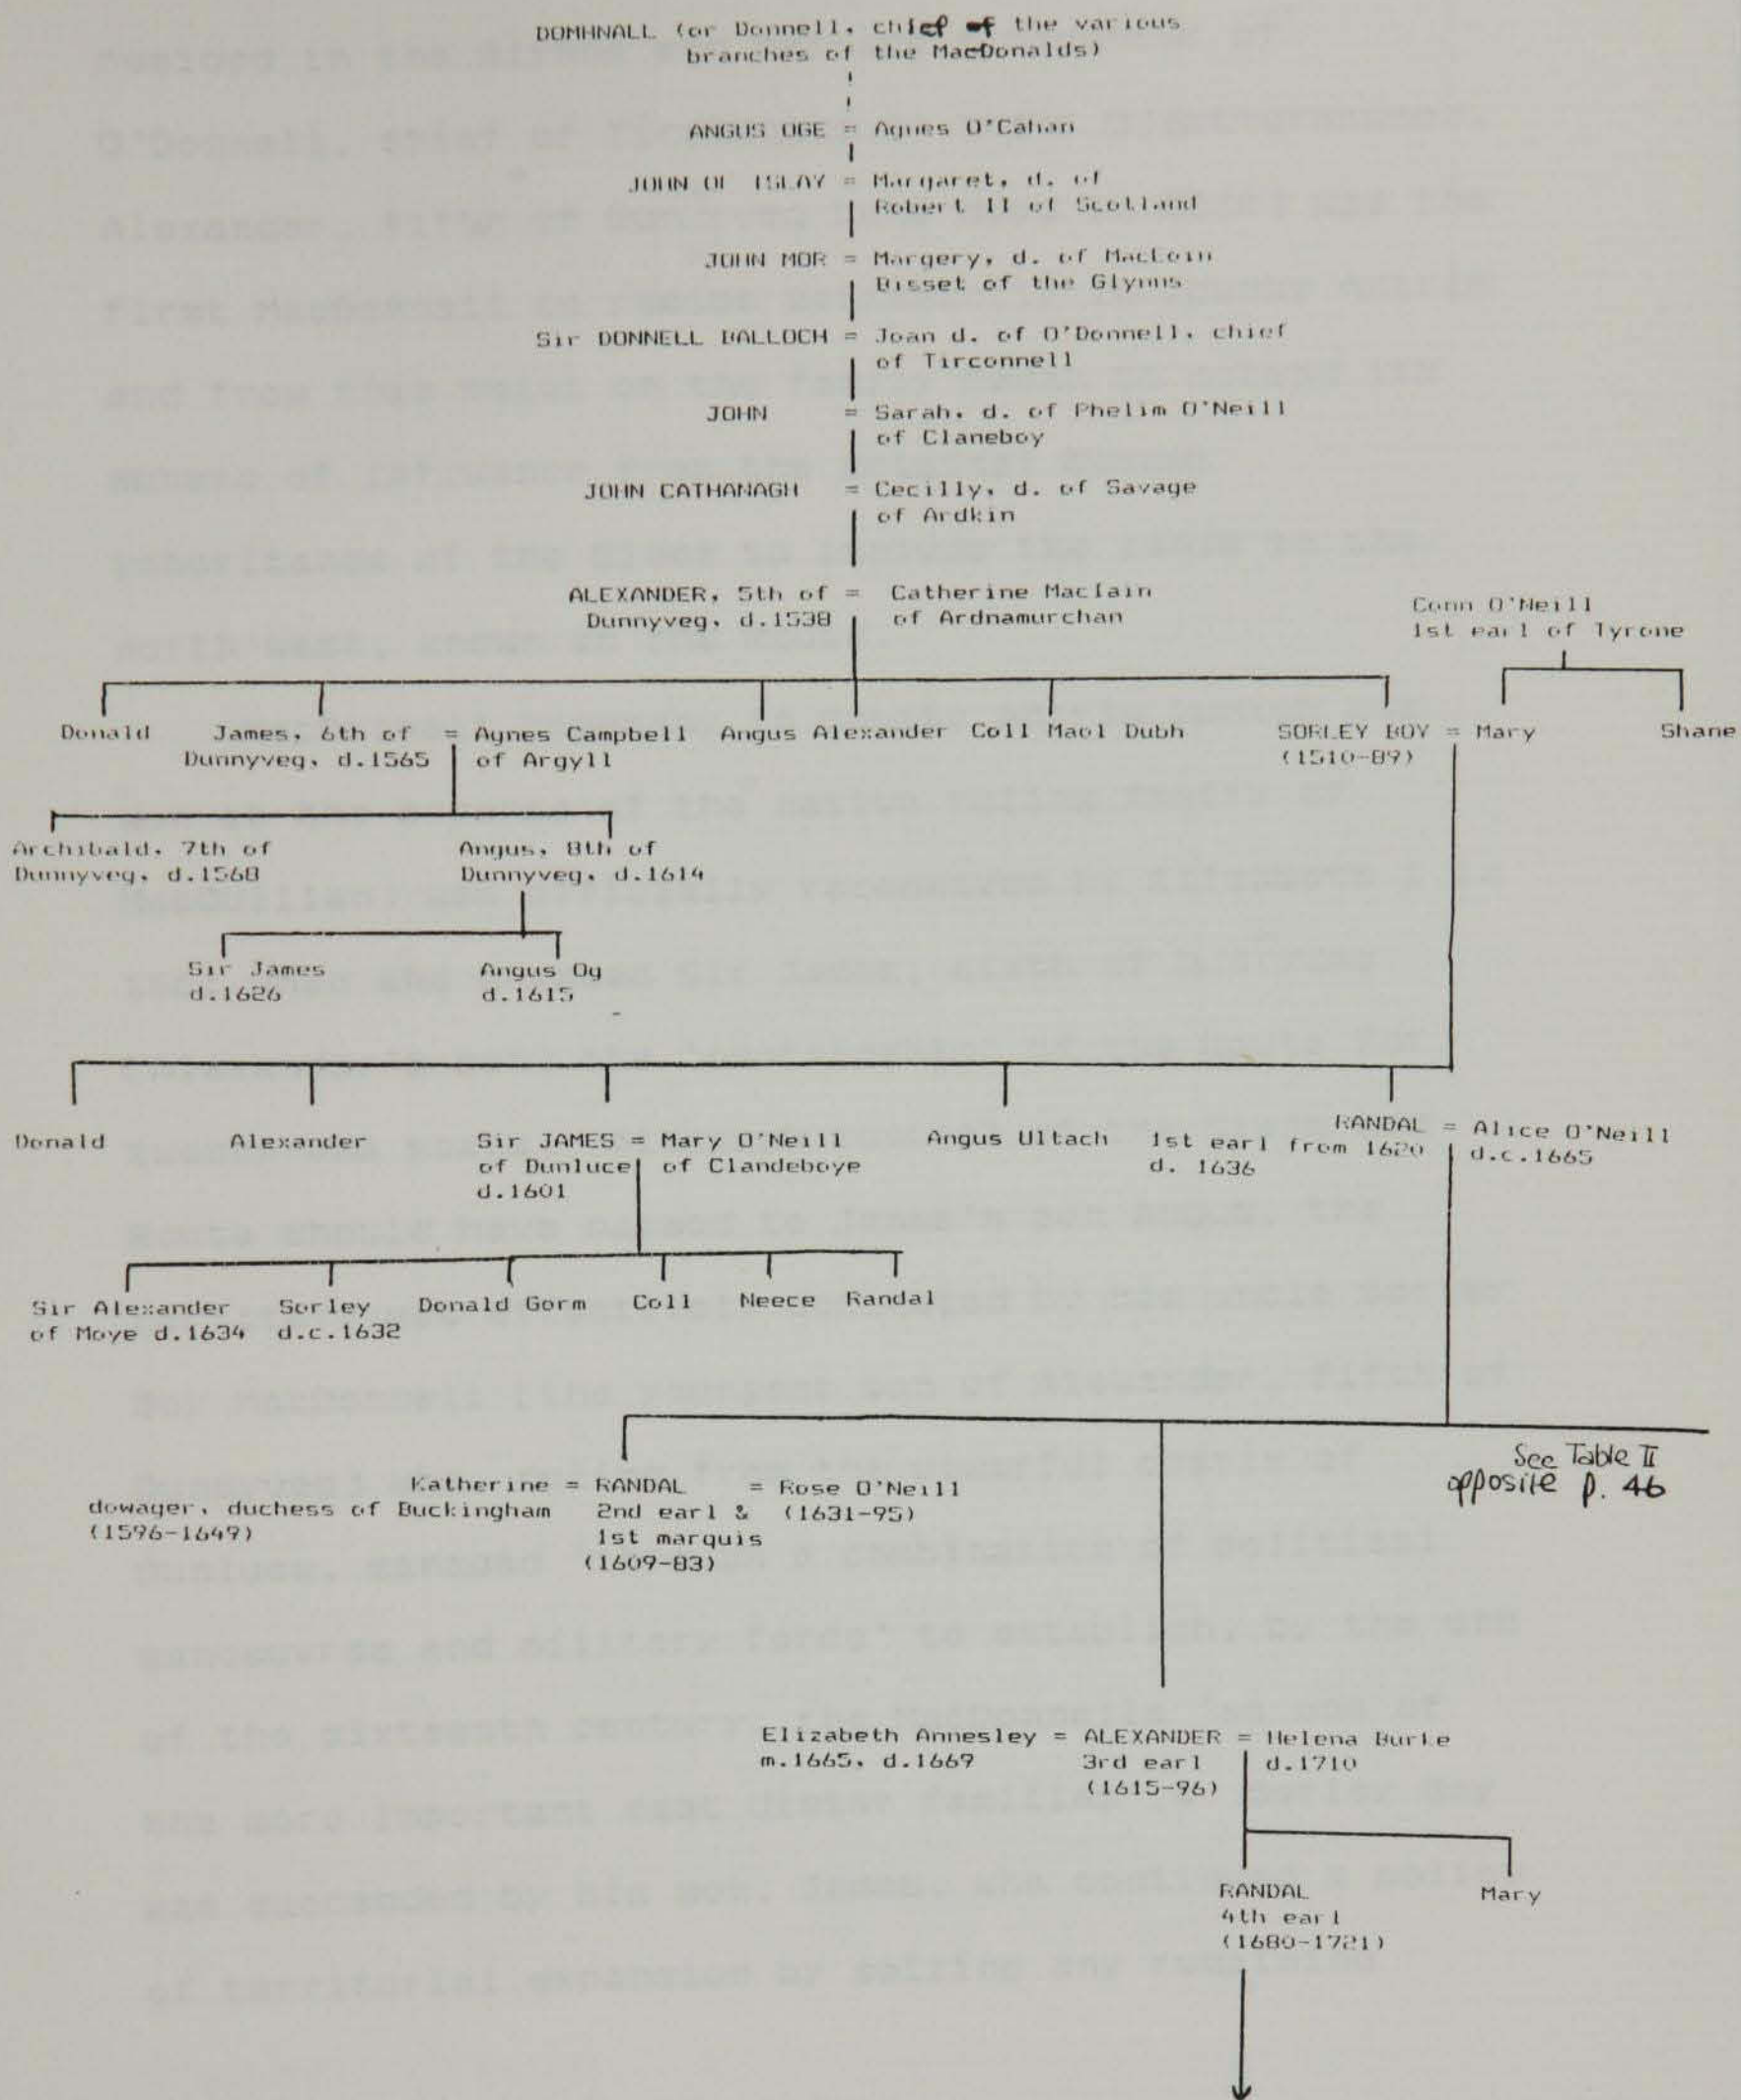 DOMHNALL (or Donnell, chief of the various
branches of the MacDonalds)
ANGUS OGE = Agnes O'Cahan
JOHN OF ISLAY = Margaret, d. of
Robert II of Scotland
JOHN MOR = Margery, d. of MacEoin
Bisset of the Glynns
Sir DONNELL BALLOCH = Joan d. of O'Donnell, chief
of Tirconnell
JOHN = Sarah, d. of Phelim O'Neill
of Claneboy
JOHN CATHANAGH = Cecilly, d. of Savage
of Ardkin
ALEXANDER, 5th of = Catherine MacIain
Dunnyveg, d.1538 of Ardnamurchan
Conn O'Neill
1st earl of Tyrone
Donald James, 6th of = Agnes Campbell Angus Alexander Coll Maol Dubh SORLEY BOY = Mary Shane
Dunnyveg, d.1565 of Argyll (1510-89)
Archibald, 7th of Angus, 8th of
Dunnyveg, d.1568 Dunnyveg, d.1614
Sir James Angus Og
d.1626 d.1615
Donald Alexander Sir JAMES = Mary O'Neill Angus Ultach RANDAL = Alice O'Neill
of Dunluce of Clandeboye 1st earl from 1620 d.c.1665
d.1601 d. 1636
Sir Alexander Sorley Donald Gorm Coll Neece Randal
of Moye d.1634 d.c.1632
See Table II
opposite p. 46
Katherine = RANDAL = Rose O'Neill
dowager, duchess of Buckingham 2nd earl & (1631-95)
(1596-1649) 1st marquis
(1609-83)
Elizabeth Annesley = ALEXANDER = Helena Burke
m.1665, d.1669 3rd earl d.1710
(1615-96)
RANDAL Mary
4th earl
(1680-1721)